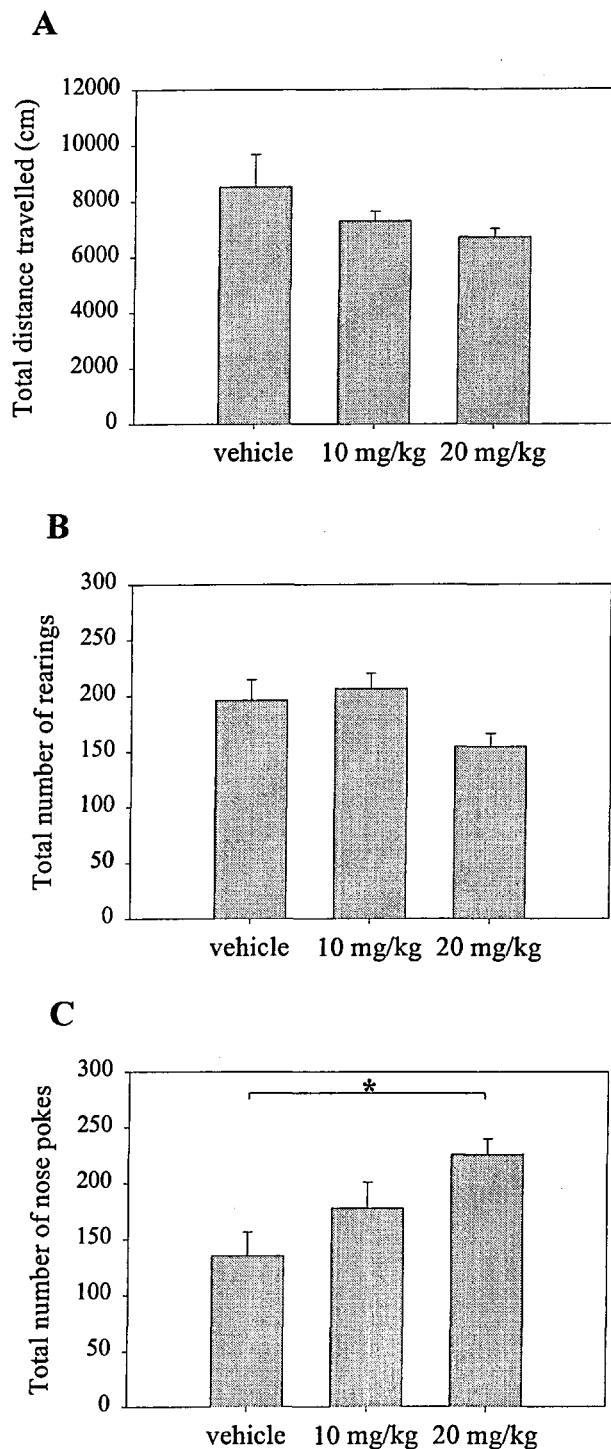 A
Total distance travelled (cm)
12000
10000
8000
6000
4000
2000
0
vehicle 10 mg/kg 20 mg/kg
B
Total number of rearings
300
250
200
150
100
50
0
vehicle 10 mg/kg 20 mg/kg
C
Total number of nose pokes
300
250
200
150
100
50
0
*
vehicle 10 mg/kg 20 mg/kg